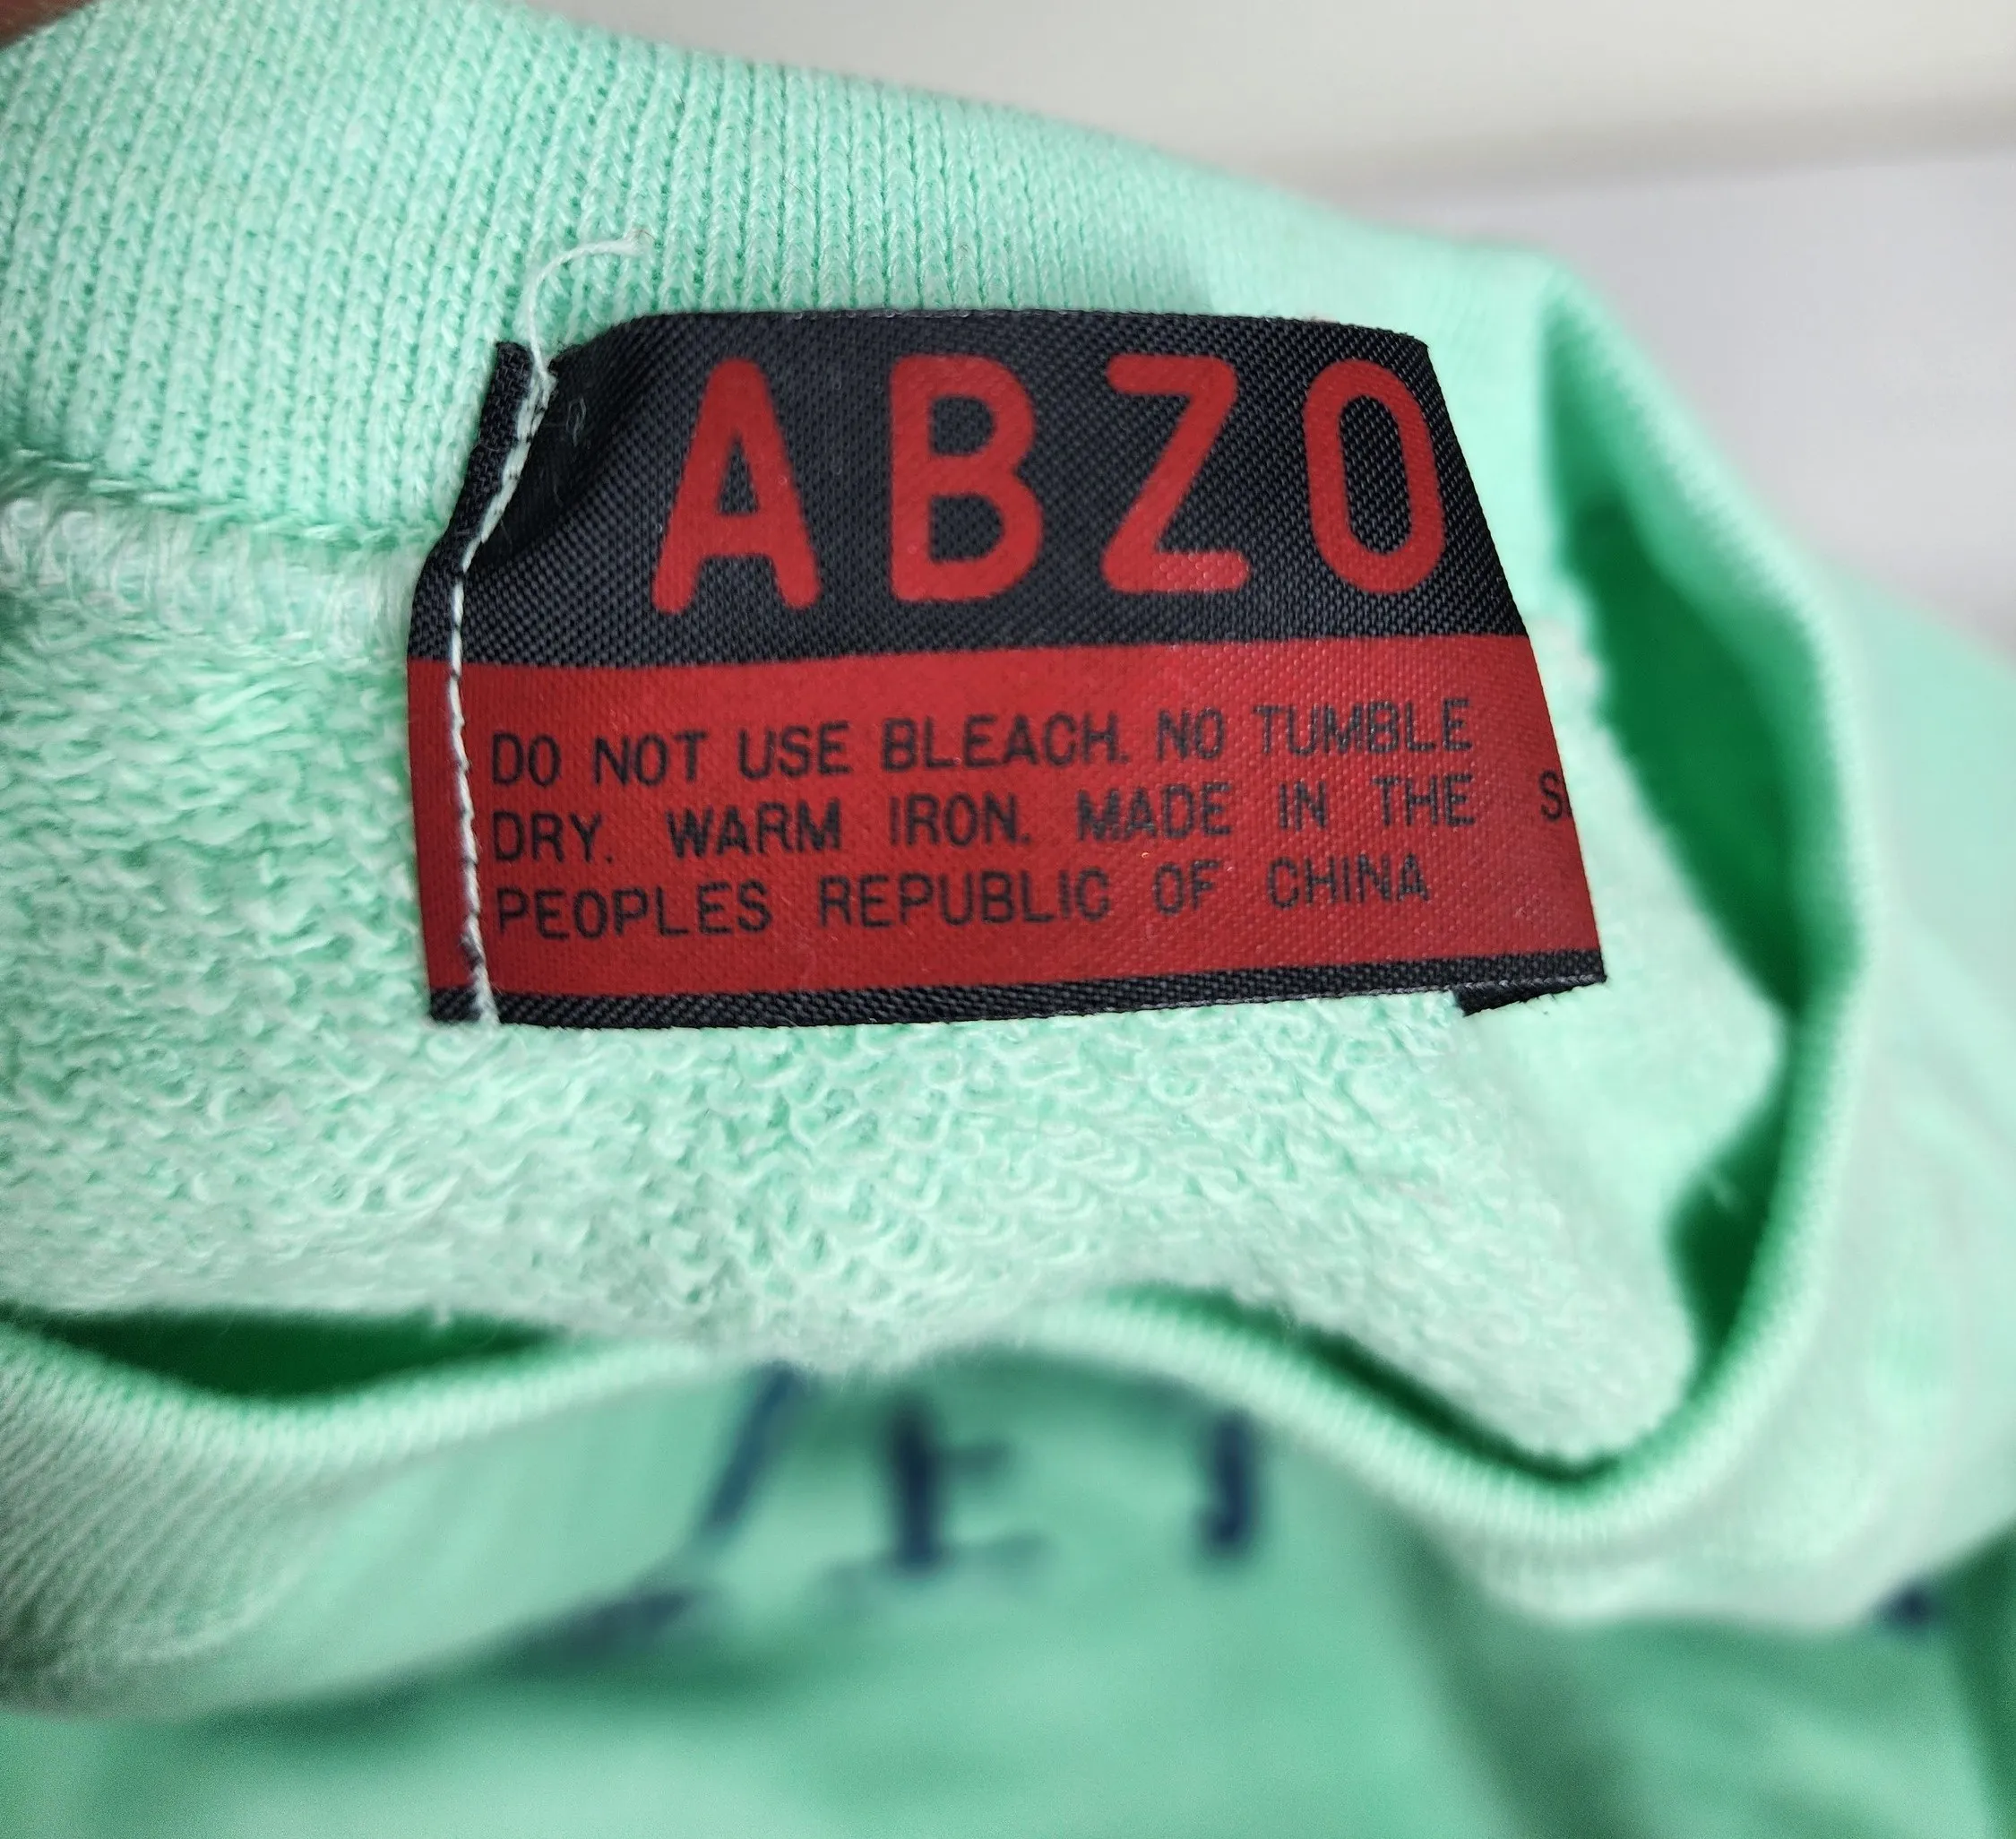 ABZO
DO NOT USE BLEACH. NO TUMBLE
DRY. WARM IRON. MADE IN THE
PEOPLES REPUBLIC OF CHINA